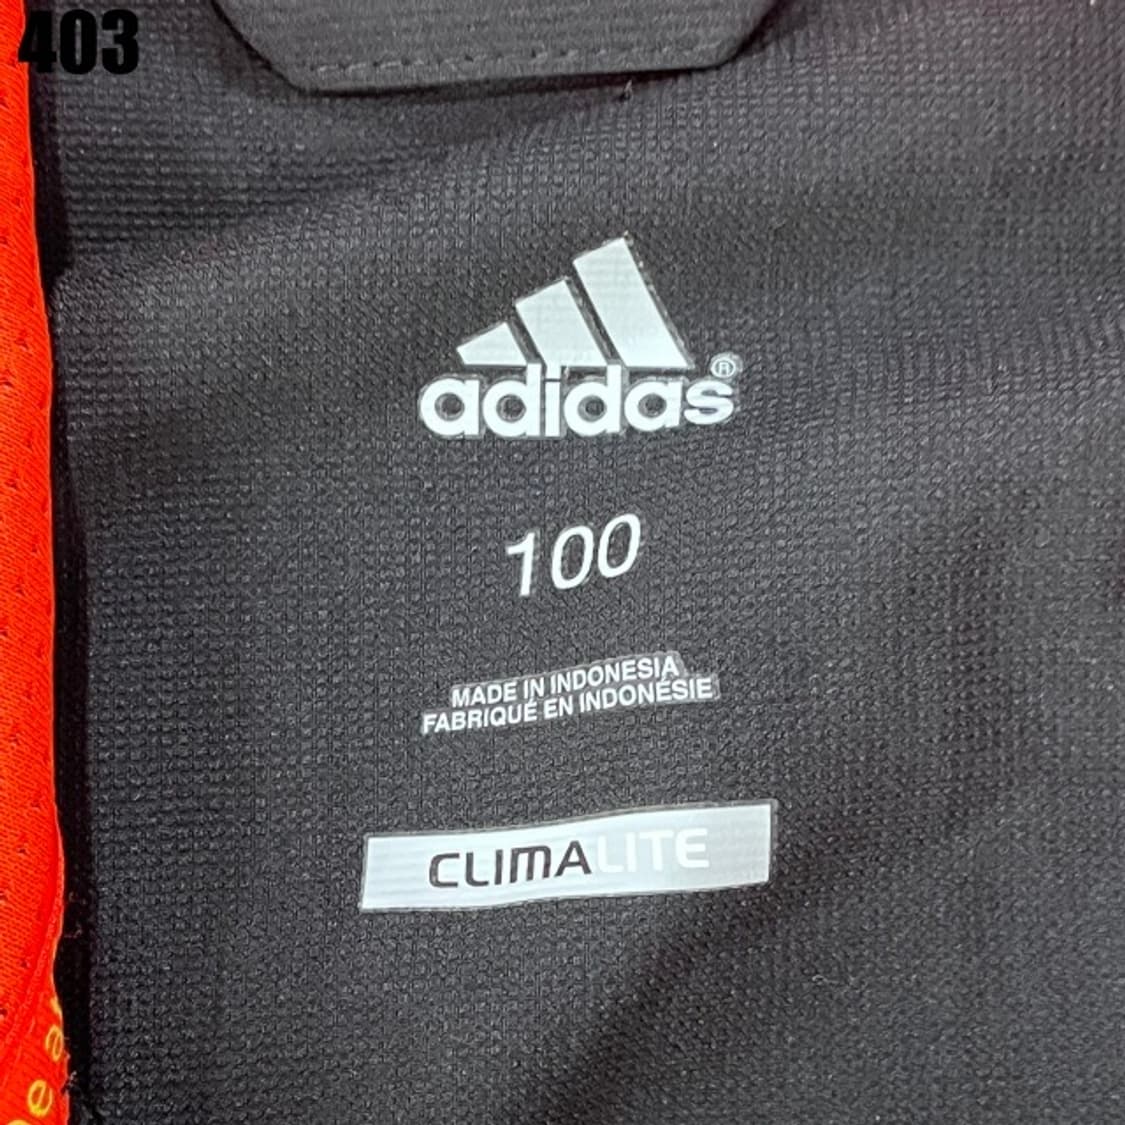 403
adidas®
100
MADE IN INDONESIA
FABRIQUÉ EN INDONÉSIE
CLIMALITE